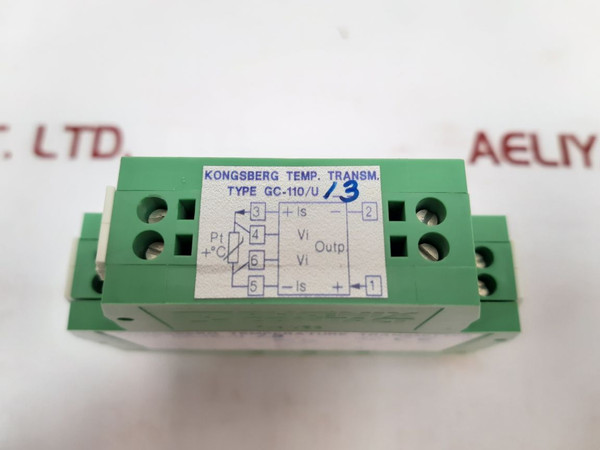 T. LTD.
AELIY
KONGSBERG TEMP. TRANSM.
TYPE GC-110/U /3
3 + Is - 2
4 Vi
Pt Outp
+°C
6 Vi
5 - Is + 1